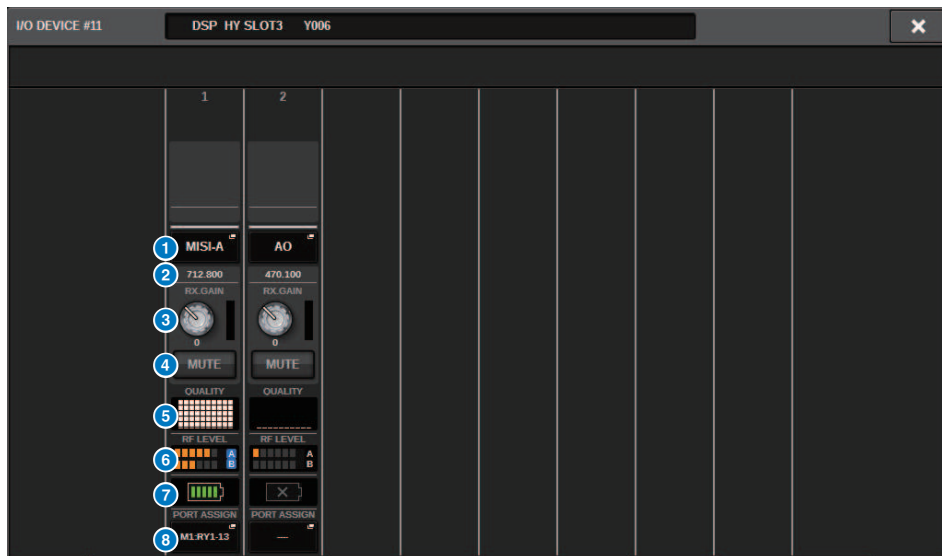 I/O DEVICE #11 DSP HY SLOT3 Y006
1 2
1 MISI-A AO
2 712.800 470.100
RX.GAIN RX.GAIN
3
0 0
4 MUTE MUTE
QUALITY QUALITY
5
RF LEVEL RF LEVEL
A A
6
B B
7
PORT ASSIGN PORT ASSIGN
8 M1:RY1-13 —